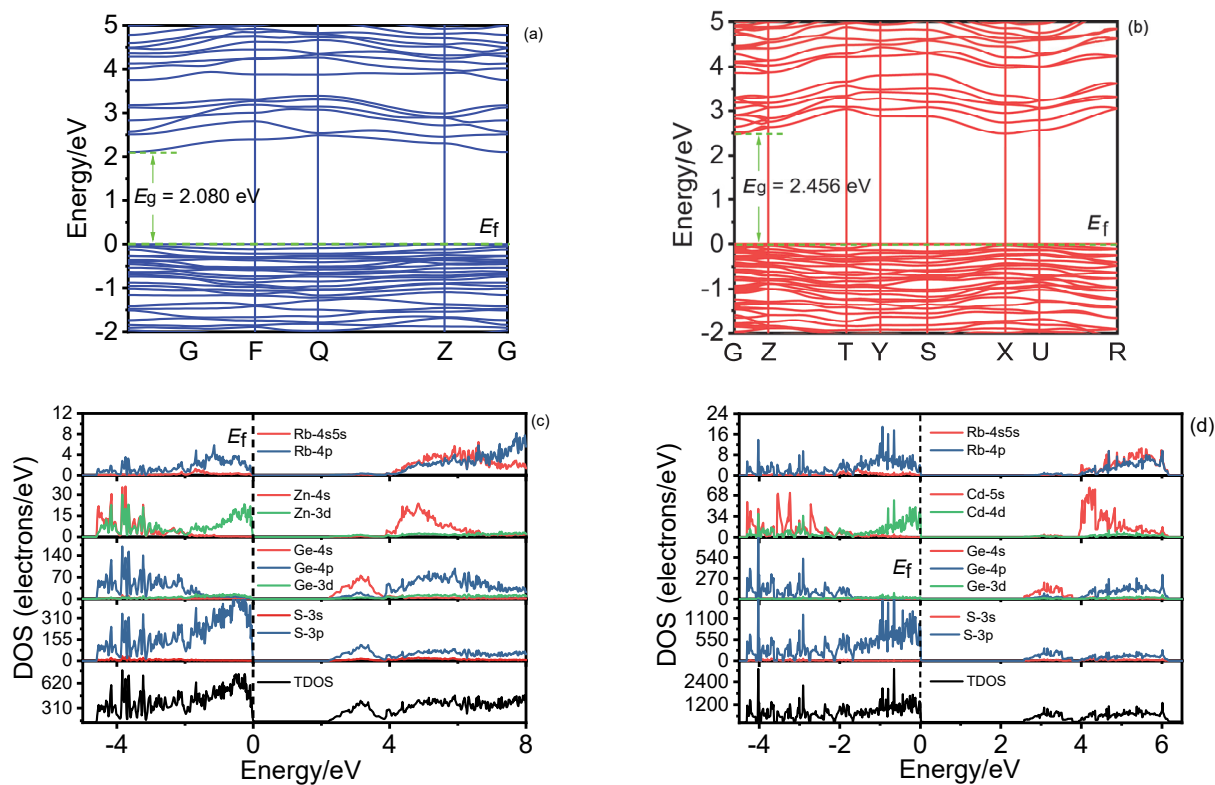 (a)
5
4
3
2
1
0
-1
-2
Energy/eV
Eg = 2.080 eV
Ef
G F Q Z G
(b)
5
4
3
2
1
0
-1
-2
Energy/eV
Eg = 2.456 eV
Ef
G Z T Y S X U R
(c)
DOS (electrons/eV)
12
8
4
0
Ef
Rb-4s5s
Rb-4p
30
15
0
Zn-4s
Zn-3d
140
70
0
Ge-4s
Ge-4p
Ge-3d
310
155
0
S-3s
S-3p
620
310
TDOS
-4 0 4 8
Energy/eV
(d)
DOS (electrons/eV)
24
16
8
0
Rb-4s5s
Rb-4p
68
34
0
Cd-5s
Cd-4d
540
270
0
Ef
Ge-4s
Ge-4p
Ge-3d
1100
550
0
S-3s
S-3p
2400
1200
TDOS
-4 -2 0 2 4 6
Energy/eV